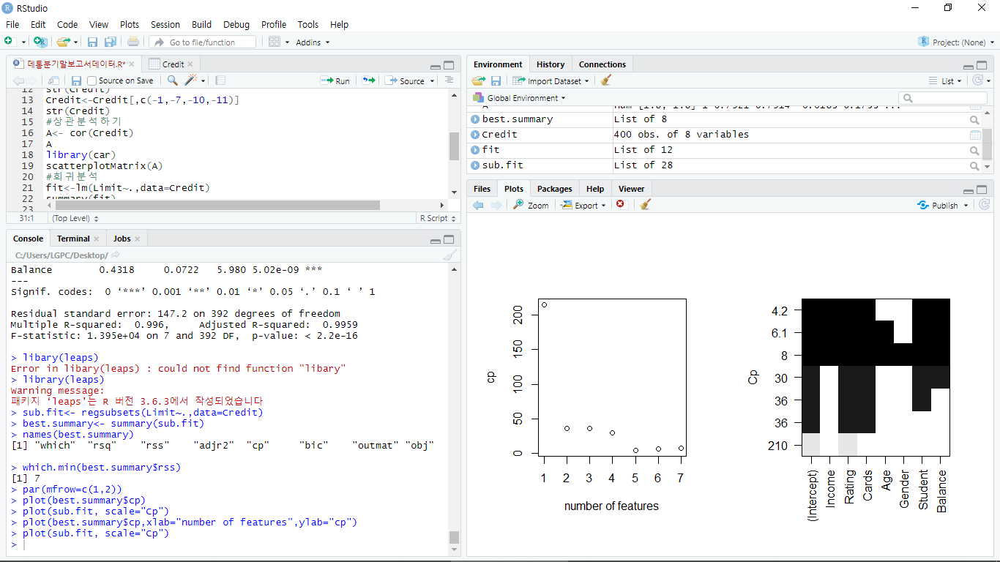 RStudio
File Edit Code View Plots Session Build Debug Profile Tools Help
Go to file/function Addins Project: (None)
데통분기말보고서데이터.R* Credit
Source on Save Run Source
12 str(Credit)
13 Credit<-Credit[,c(-1,-7,-10,-11)]
14 str(Credit)
15 #상관분석하기
16 A<- cor(Credit)
17 A
18 library(car)
19 scatterplotMatrix(A)
20 #회귀분석
21 fit<-lm(Limit~.,data=Credit)
22 summary(fit)
23
31:1 (Top Level) R Script
Console Terminal Jobs
C:/Users/LGPC/Desktop/
Balance 0.4318 0.0722 5.980 5.02e-09 ***
---
Signif. codes: 0 ‘***’ 0.001 ‘**’ 0.01 ‘*’ 0.05 ‘.’ 0.1 ‘ ’ 1
Residual standard error: 147.2 on 392 degrees of freedom
Multiple R-squared: 0.996, Adjusted R-squared: 0.9959
F-statistic: 1.395e+04 on 7 and 392 DF, p-value: < 2.2e-16
> libary(leaps)
Error in libary(leaps) : could not find function "libary"
> library(leaps)
Warning message:
패키지 ‘leaps’는 R 버전 3.6.3에서 작성되었습니다
> sub.fit<- regsubsets(Limit~.,data=Credit)
> best.summary<- summary(sub.fit)
> names(best.summary)
[1] "which" "rsq" "rss" "adjr2" "cp" "bic" "outmat" "obj"
> which.min(best.summary$rss)
[1] 7
> par(mfrow=c(1,2))
> plot(best.summary$cp)
> plot(sub.fit, scale="Cp")
> plot(best.summary$cp,xlab="number of features",ylab="cp")
> plot(sub.fit, scale="Cp")
>
Environment History Connections
Import Dataset List
Global Environment
best.summary List of 8
Credit 400 obs. of 8 variables
fit List of 12
sub.fit List of 28
Files Plots Packages Help Viewer
Zoom Export Publish
cp
200
150
100
50
0
1 2 3 4 5 6 7
number of features
Cp
4.2
6.1
8
30
36
36
210
(Intercept)
Income
Rating
Cards
Age
Gender
Student
Balance